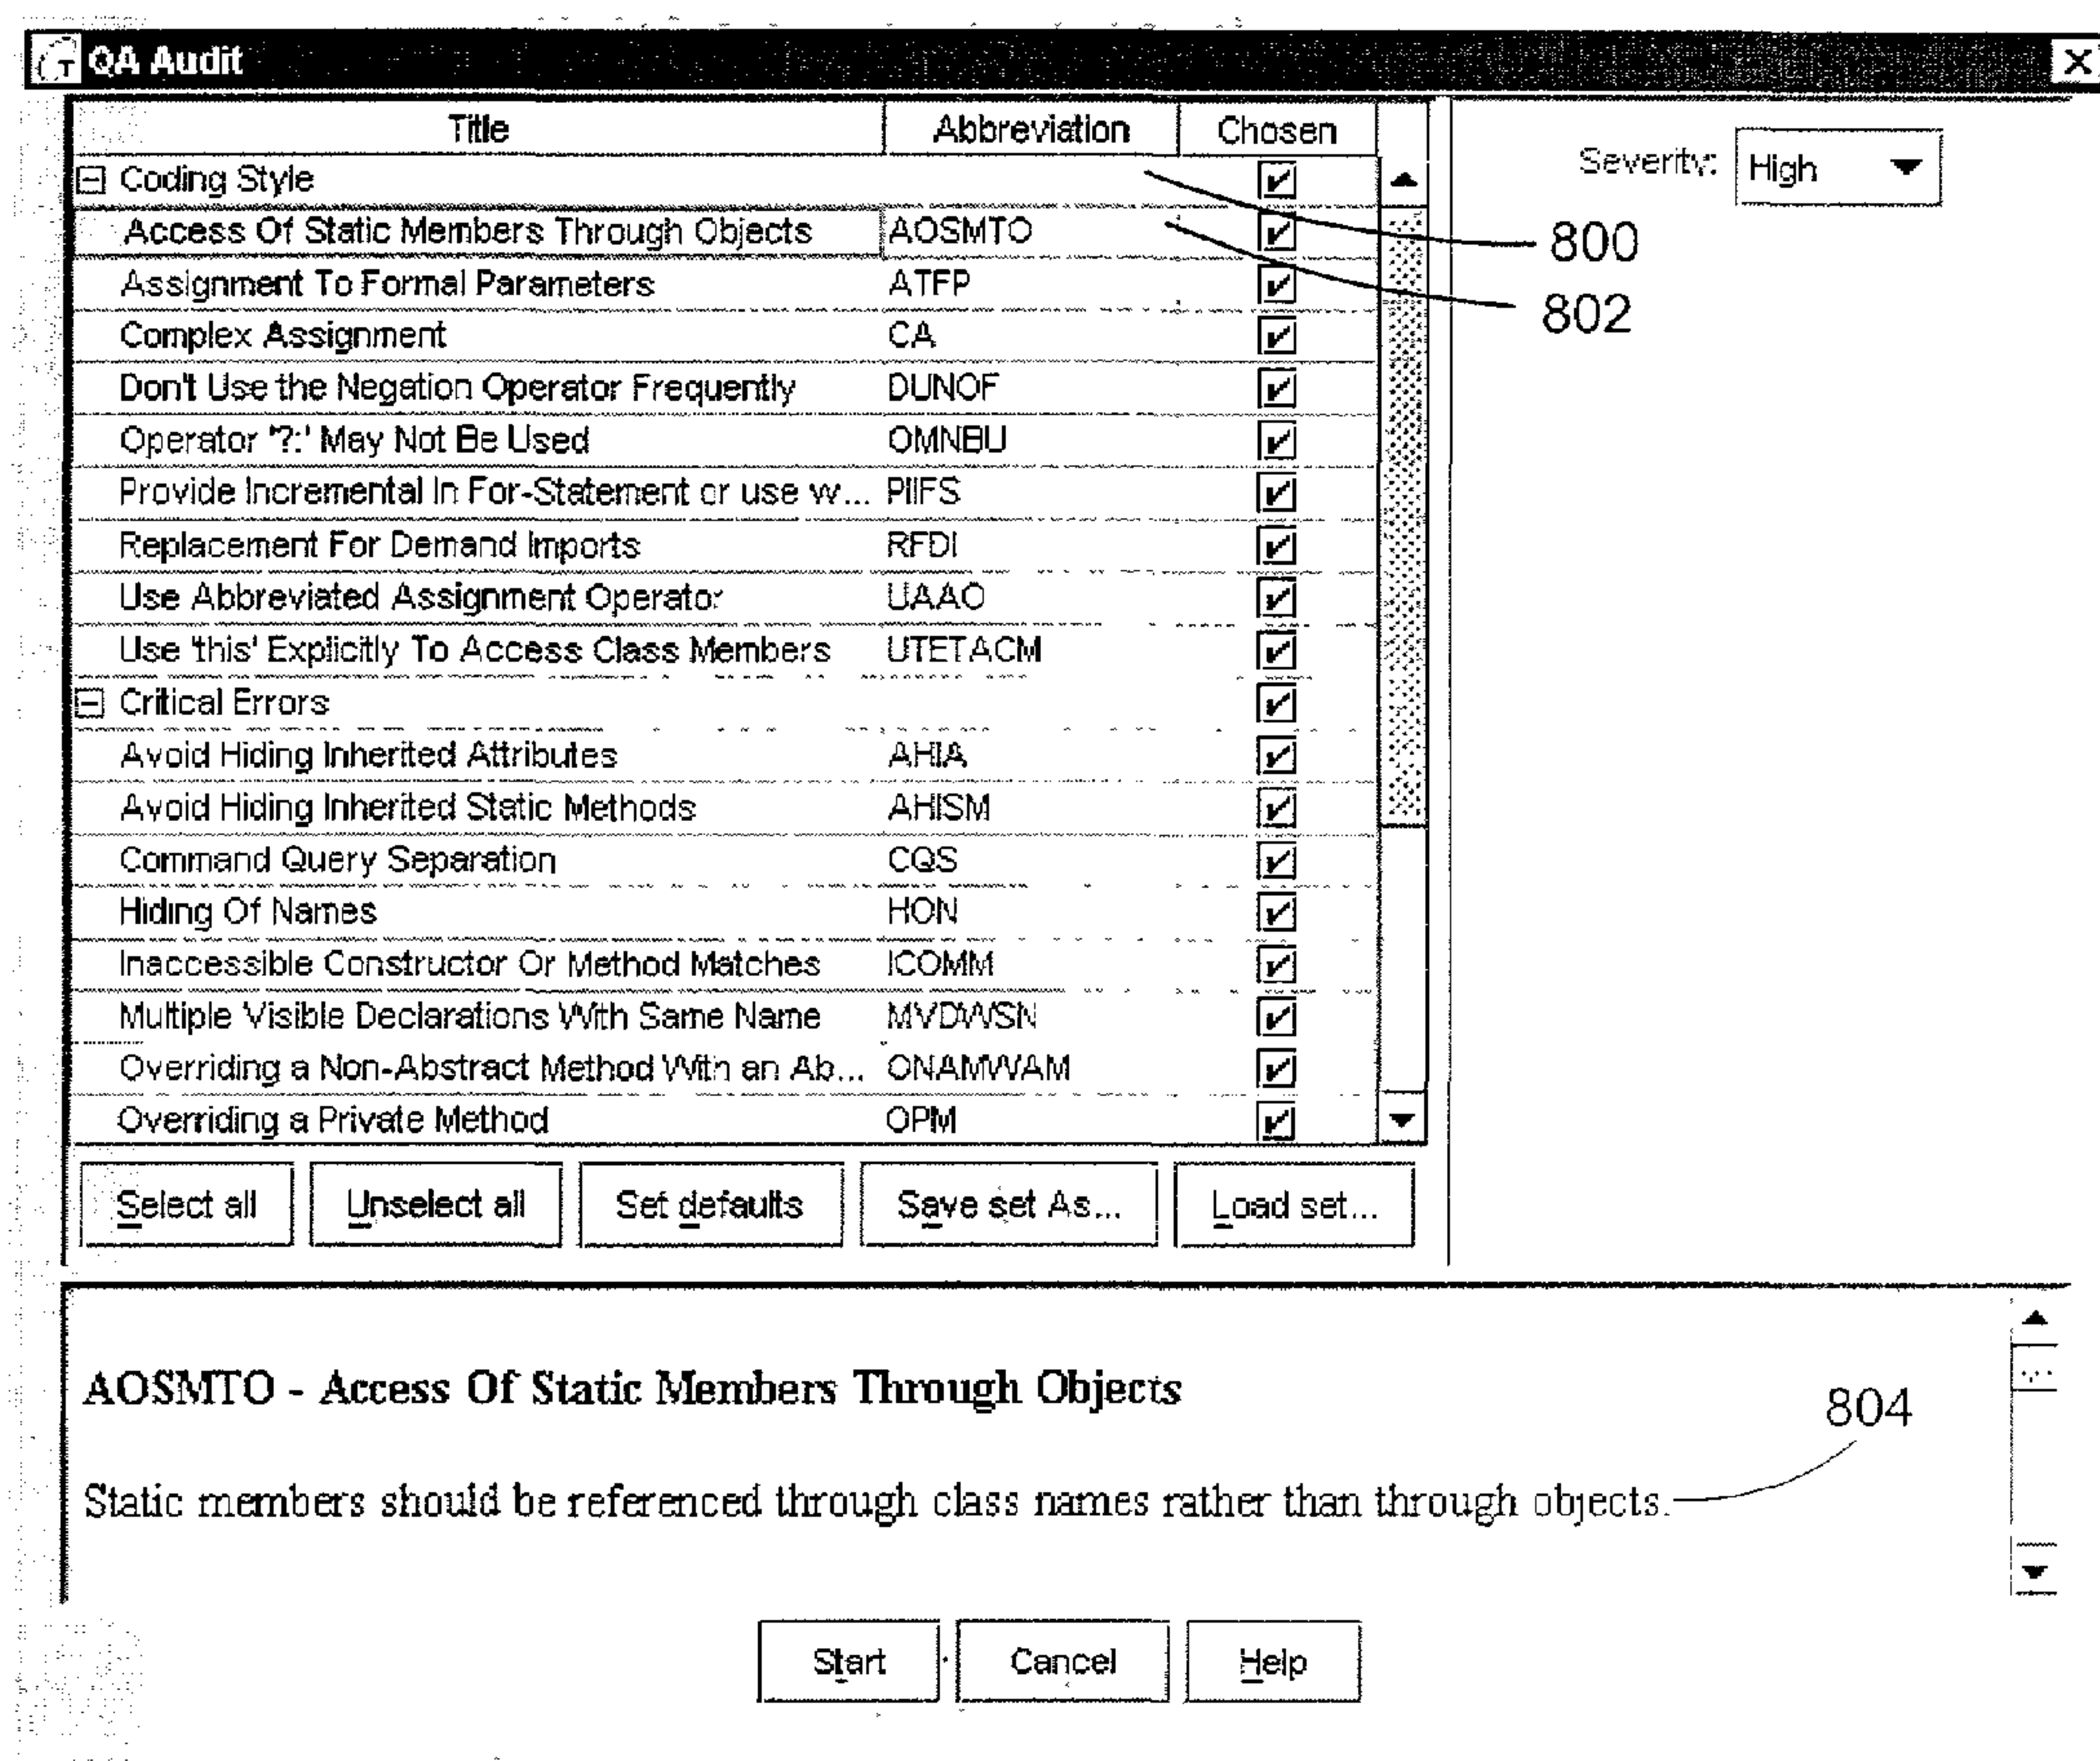 QA Audit
Title Abbreviation Chosen
Severity: High
Coding Style
800
Access Of Static Members Through Objects AOSMTO
802
Assignment To Formal Parameters ATFP
Complex Assignment CA
Don't Use the Negation Operator Frequently DUNOF
Operator '?:' May Not Be Used OMNBU
Provide Incremental In For-Statement or use w... PIIFS
Replacement For Demand Imports RFDI
Use Abbreviated Assignment Operator UAAO
Use 'this' Explicitly To Access Class Members UTETACM
Critical Errors
Avoid Hiding Inherited Attributes AHIA
Avoid Hiding Inherited Static Methods AHISM
Command Query Separation CQS
Hiding Of Names HON
Inaccessible Constructor Or Method Matches ICOMM
Multiple Visible Declarations With Same Name MVDWSN
Overriding a Non-Abstract Method With an Ab... ONAMWAM
Overriding a Private Method OPM
Select all Unselect all Set defaults Save set As... Load set...
AOSMTO - Access Of Static Members Through Objects
804
Static members should be referenced through class names rather than through objects.
Start Cancel Help